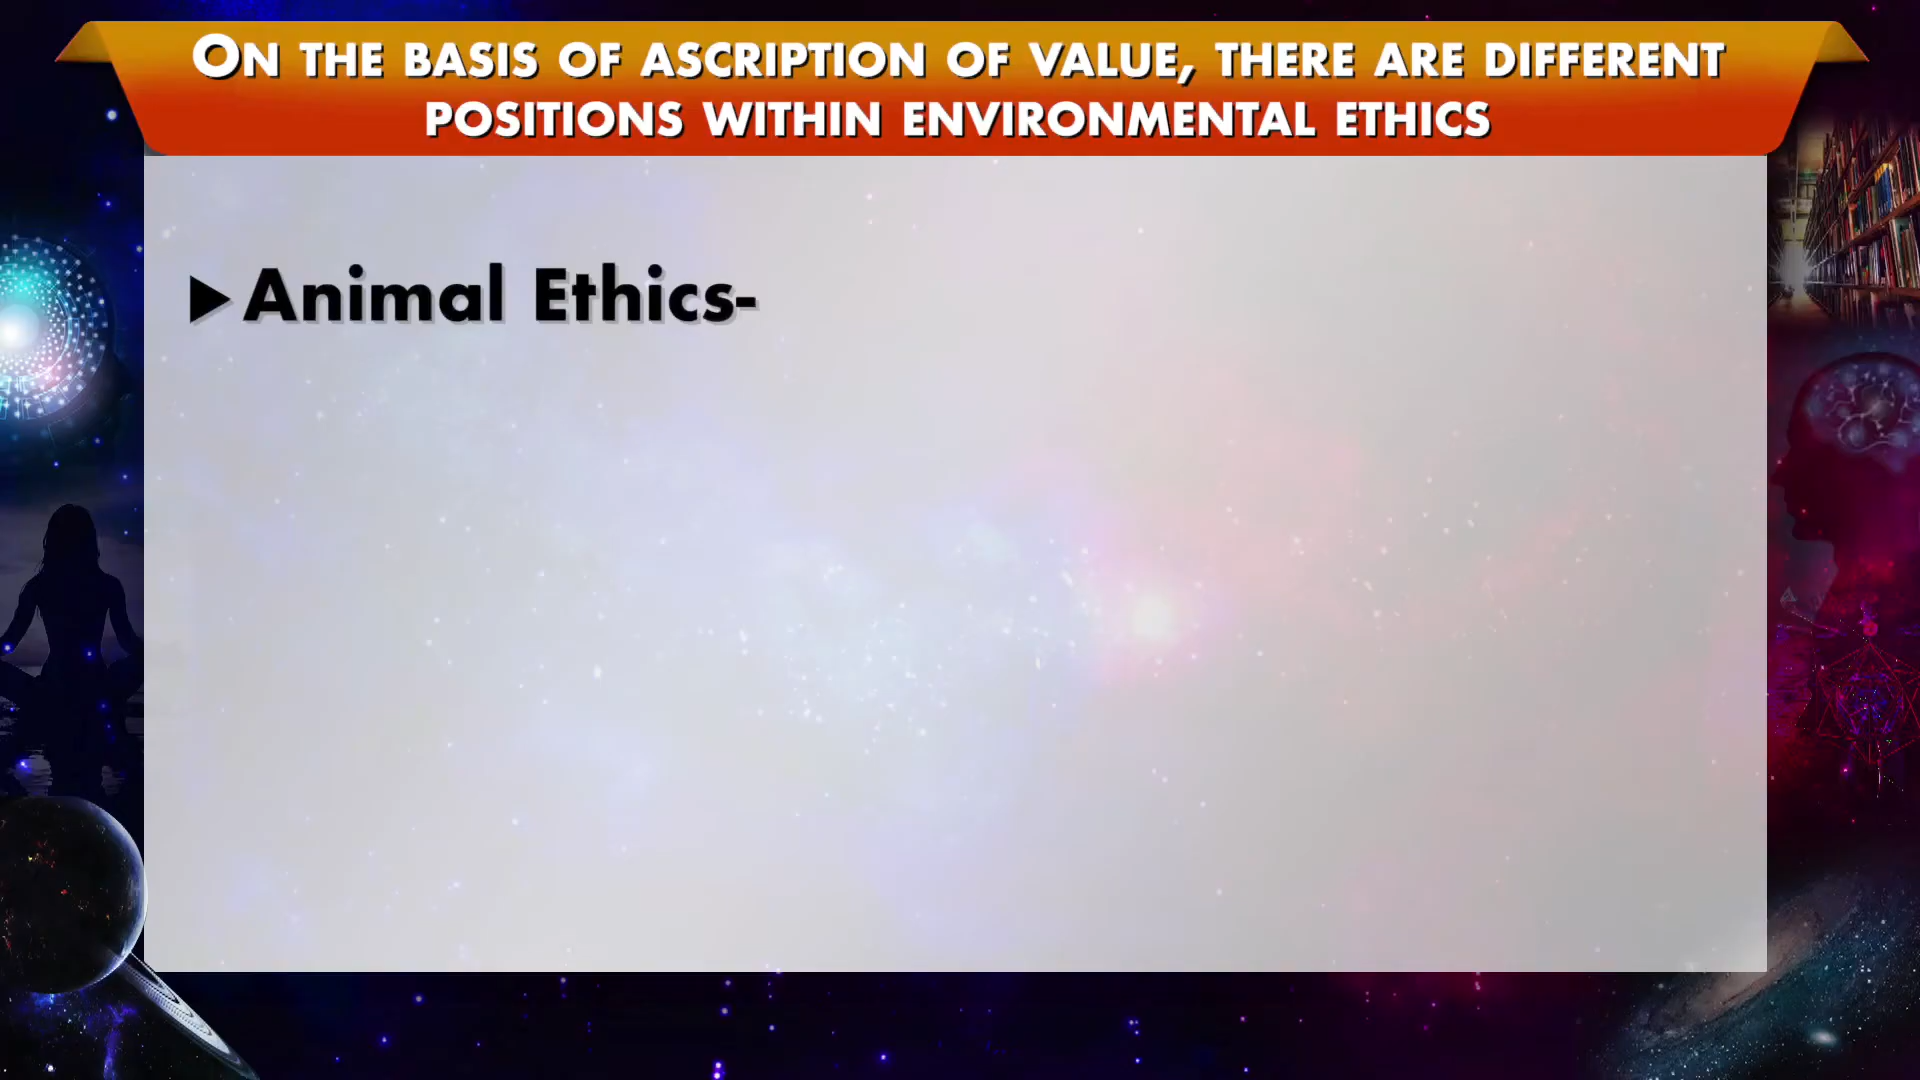 On the basis of ascription of value, there are different
positions within environmental ethics
▶Animal Ethics-